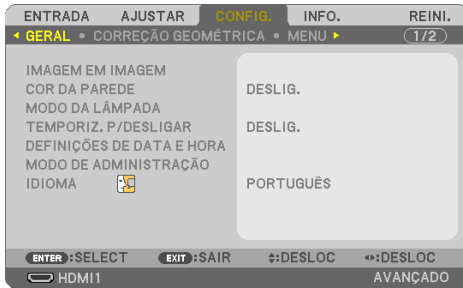 ENTRADA AJUSTAR CONFIG. INFO. REINI.
GERAL CORREÇÃO GEOMÉTRICA MENU (1/2)
IMAGEM EM IMAGEM
COR DA PAREDE DESLIG.
MODO DA LÂMPADA
TEMPORIZ. P/DESLIGAR DESLIG.
DEFINIÇÕES DE DATA E HORA
MODO DE ADMINISTRAÇÃO
IDIOMA PORTUGUÊS
ENTER :SELECT EXIT :SAIR :DESLOC :DESLOC
HDMI1 AVANÇADO